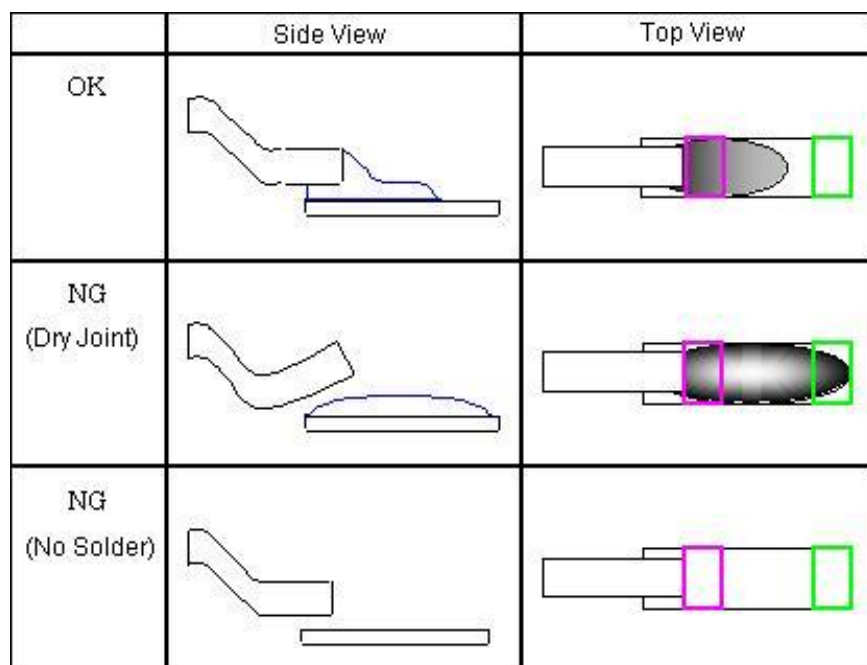 Side View
Top View
OK
NG
(Dry Joint)
NG
(No Solder)